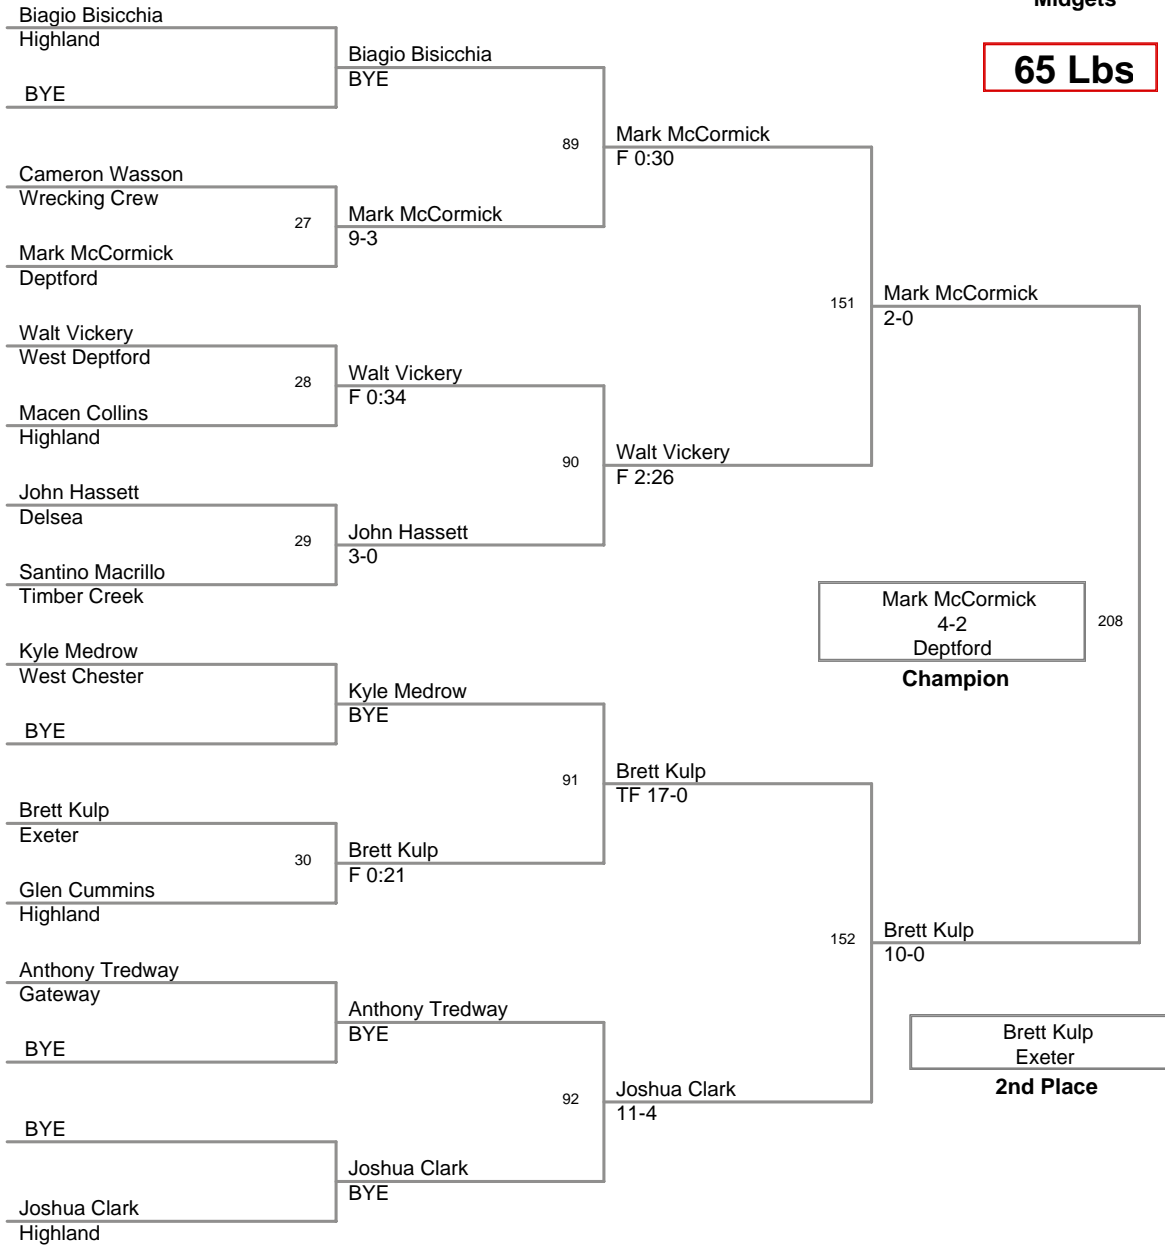 Midgets
65 Lbs
Biagio Bisicchia
Highland
BYE
Cameron Wasson
Wrecking Crew
27
Mark McCormick
Deptford
Walt Vickery
West Deptford
28
Macen Collins
Highland
John Hassett
Delsea
29
Santino Macrillo
Timber Creek
Kyle Medrow
West Chester
BYE
Brett Kulp
Exeter
30
Glen Cummins
Highland
Anthony Tredway
Gateway
BYE
BYE
Joshua Clark
Highland
Biagio Bisicchia
BYE
89
Mark McCormick
9-3
Walt Vickery
F 0:34
90
John Hassett
3-0
Kyle Medrow
BYE
91
Brett Kulp
F 0:21
Anthony Tredway
BYE
92
Joshua Clark
BYE
Mark McCormick
F 0:30
151
Walt Vickery
F 2:26
Brett Kulp
TF 17-0
152
Joshua Clark
11-4
Mark McCormick
2-0
208
Brett Kulp
10-0
Mark McCormick
4-2
Deptford
Champion
Brett Kulp
Exeter
2nd Place